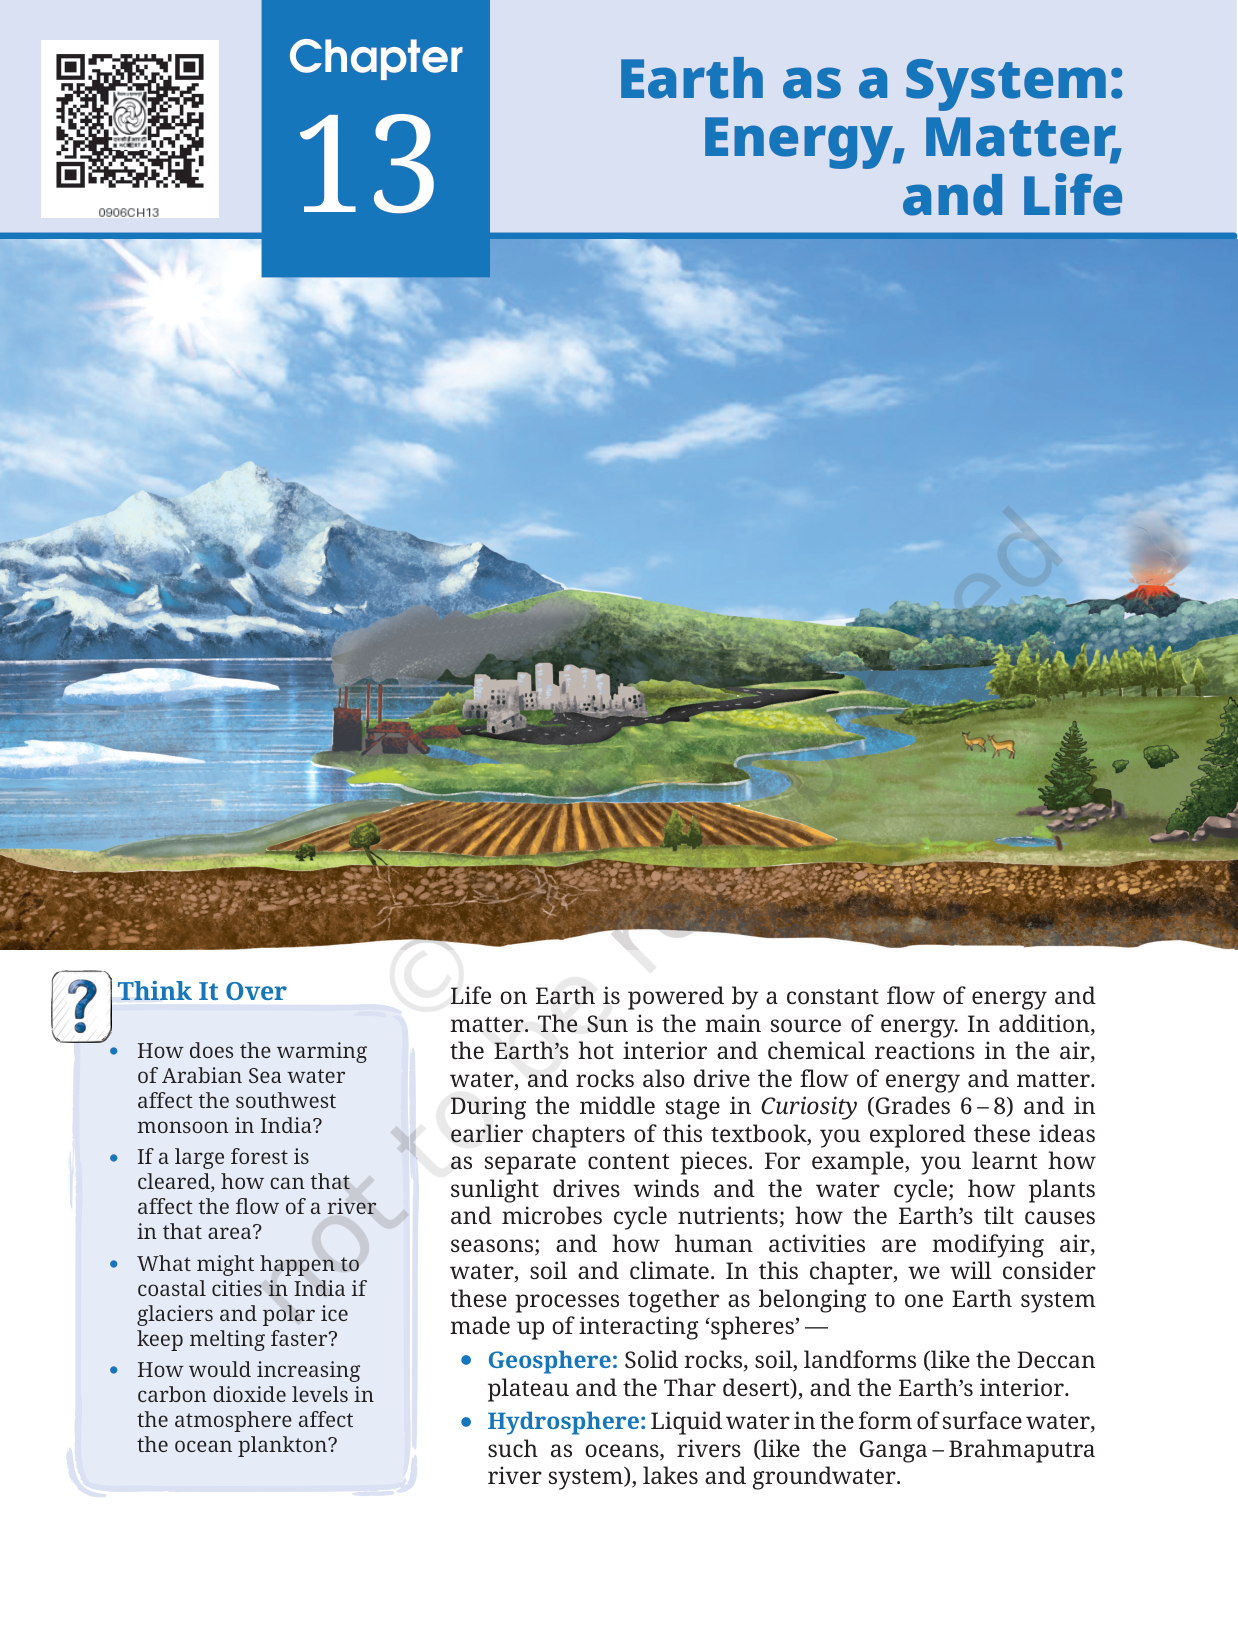 Chapter
13
0906CH13
Earth as a System:
Energy, Matter,
and Life
Think It Over
• How does the warming
of Arabian Sea water
affect the southwest
monsoon in India?
• If a large forest is
cleared, how can that
affect the flow of a river
in that area?
• What might happen to
coastal cities in India if
glaciers and polar ice
keep melting faster?
• How would increasing
carbon dioxide levels in
the atmosphere affect
the ocean plankton?
Life on Earth is powered by a constant flow of energy and
matter. The Sun is the main source of energy. In addition,
the Earth’s hot interior and chemical reactions in the air,
water, and rocks also drive the flow of energy and matter.
During the middle stage in Curiosity (Grades 6 – 8) and in
earlier chapters of this textbook, you explored these ideas
as separate content pieces. For example, you learnt how
sunlight drives winds and the water cycle; how plants
and microbes cycle nutrients; how the Earth’s tilt causes
seasons; and how human activities are modifying air,
water, soil and climate. In this chapter, we will consider
these processes together as belonging to one Earth system
made up of interacting ‘spheres’ —
• Geosphere: Solid rocks, soil, landforms (like the Deccan
plateau and the Thar desert), and the Earth’s interior.
• Hydrosphere: Liquid water in the form of surface water,
such as oceans, rivers (like the Ganga – Brahmaputra
river system), lakes and groundwater.
©
not to be re p ed